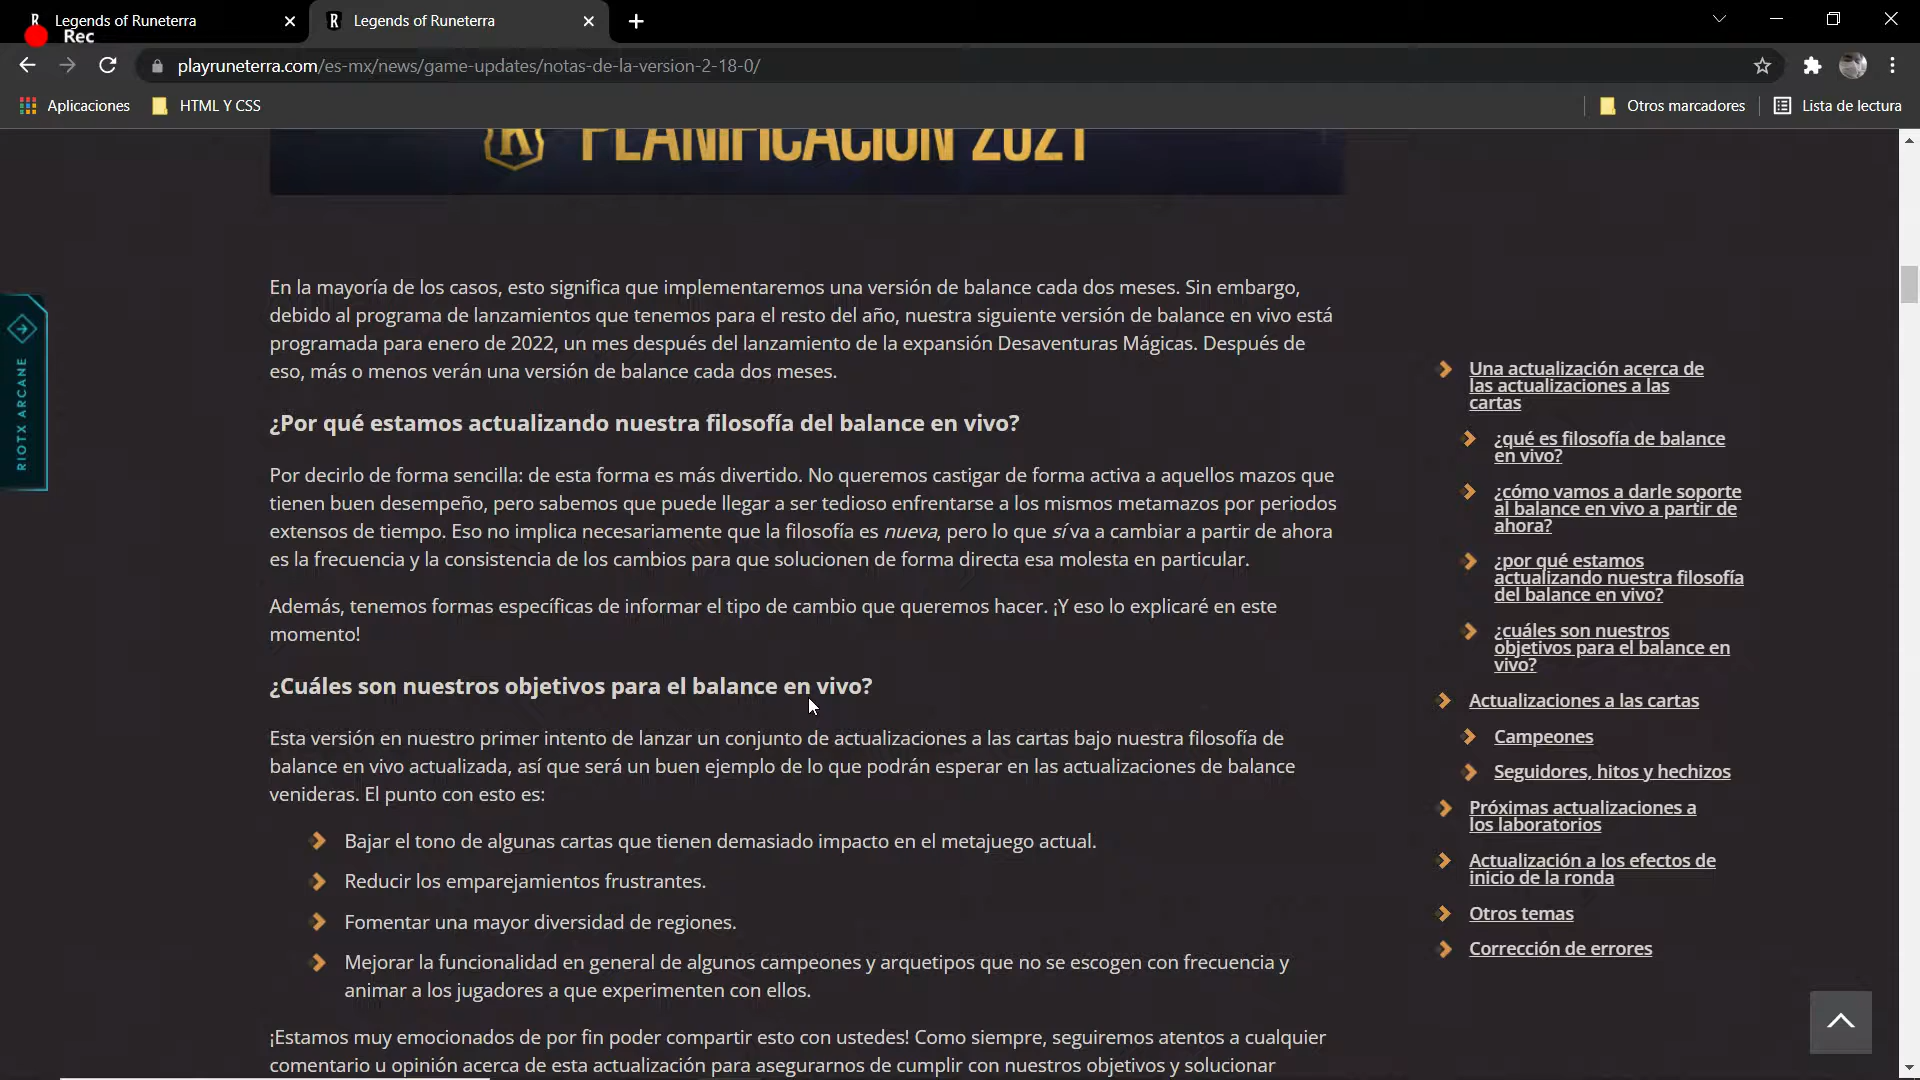 Legends of Runeterra
Legends of Runeterra
Rec
playruneterra.com/es-mx/news/game-updates/notas-de-la-version-2-18-0/
Aplicaciones
HTML Y CSS
Otros marcadores
Lista de lectura
PLANIFICACIÓN 2021
RIOTX ARCANE
En la mayoría de los casos, esto significa que implementaremos una versión de balance cada dos meses. Sin embargo,
debido al programa de lanzamientos que tenemos para el resto del año, nuestra siguiente versión de balance en vivo está
programada para enero de 2022, un mes después del lanzamiento de la expansión Desaventuras Mágicas. Después de
eso, más o menos verán una versión de balance cada dos meses.
¿Por qué estamos actualizando nuestra filosofía del balance en vivo?
Por decirlo de forma sencilla: de esta forma es más divertido. No queremos castigar de forma activa a aquellos mazos que
tienen buen desempeño, pero sabemos que puede llegar a ser tedioso enfrentarse a los mismos metamazos por periodos
extensos de tiempo. Eso no implica necesariamente que la filosofía es nueva, pero lo que sí va a cambiar a partir de ahora
es la frecuencia y la consistencia de los cambios para que solucionen de forma directa esa molesta en particular.
Además, tenemos formas específicas de informar el tipo de cambio que queremos hacer. ¡Y eso lo explicaré en este
momento!
¿Cuáles son nuestros objetivos para el balance en vivo?
Esta versión en nuestro primer intento de lanzar un conjunto de actualizaciones a las cartas bajo nuestra filosofía de
balance en vivo actualizada, así que será un buen ejemplo de lo que podrán esperar en las actualizaciones de balance
venideras. El punto con esto es:
Bajar el tono de algunas cartas que tienen demasiado impacto en el metajuego actual.
Reducir los emparejamientos frustrantes.
Fomentar una mayor diversidad de regiones.
Mejorar la funcionalidad en general de algunos campeones y arquetipos que no se escogen con frecuencia y
animar a los jugadores a que experimenten con ellos.
¡Estamos muy emocionados de por fin poder compartir esto con ustedes! Como siempre, seguiremos atentos a cualquier
comentario u opinión acerca de esta actualización para asegurarnos de cumplir con nuestros objetivos y solucionar
Una actualización acerca de
las actualizaciones a las
cartas
¿qué es filosofía de balance
en vivo?
¿cómo vamos a darle soporte
al balance en vivo a partir de
ahora?
¿por qué estamos
actualizando nuestra filosofía
del balance en vivo?
¿cuáles son nuestros
objetivos para el balance en
vivo?
Actualizaciones a las cartas
Campeones
Seguidores, hitos y hechizos
Próximas actualizaciones a
los laboratorios
Actualización a los efectos de
inicio de la ronda
Otros temas
Corrección de errores